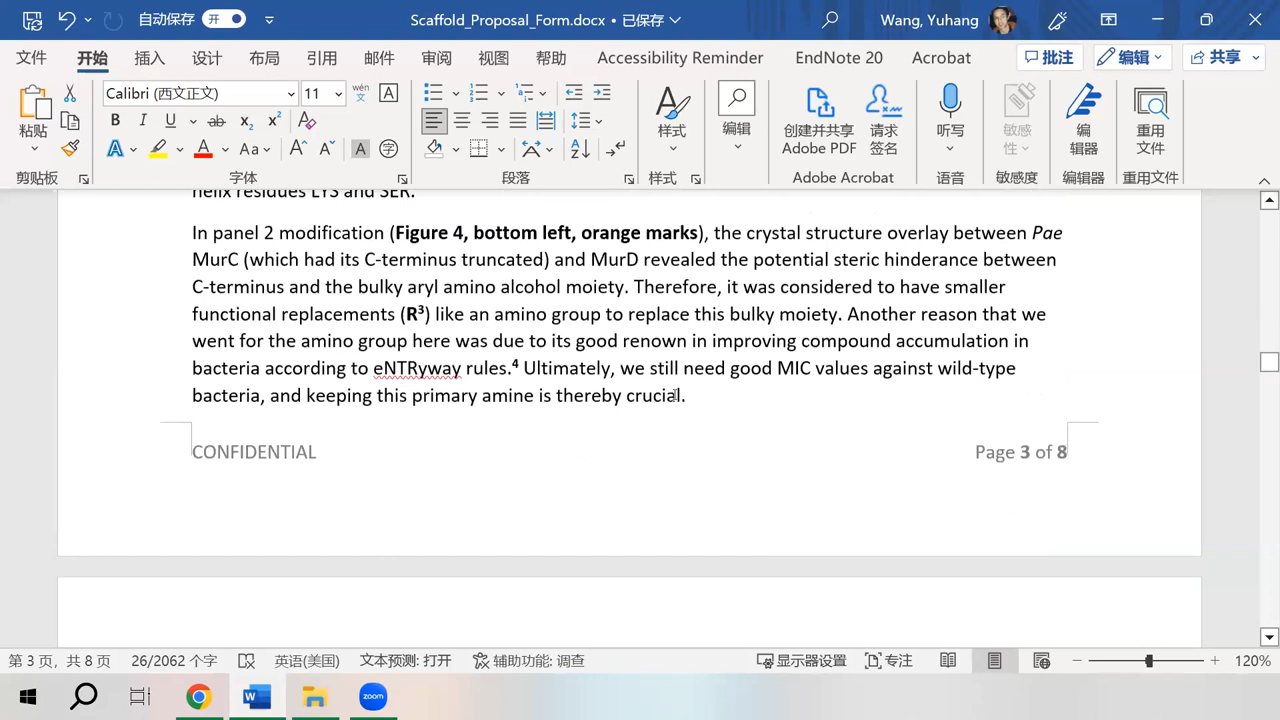 自动保存 开 Scaffold_Proposal_Form.docx • 已保存 Wang, Yuhang
文件 开始 插入 设计 布局 引用 邮件 审阅 视图 帮助 Accessibility Reminder EndNote 20 Acrobat 批注 编辑 共享
Calibri (西文正文) 11 wén 文 A
粘贴 B I U ab x₂ x² A 样式 编辑 创建并共享 Adobe PDF 请求 签名 听写 敏感 性 编 辑器 重用 文件
A A Aa A A A 字
剪贴板 字体 段落 样式 Adobe Acrobat 语音 敏感度 编辑器 重用文件
helix residues LYS and SER.
In panel 2 modification (Figure 4, bottom left, orange marks), the crystal structure overlay between Pae
MurC (which had its C-terminus truncated) and MurD revealed the potential steric hinderance between
C-terminus and the bulky aryl amino alcohol moiety. Therefore, it was considered to have smaller
functional replacements (R³) like an amino group to replace this bulky moiety. Another reason that we
went for the amino group here was due to its good renown in improving compound accumulation in
bacteria according to eNTRyway rules.⁴ Ultimately, we still need good MIC values against wild-type
bacteria, and keeping this primary amine is thereby crucial.
CONFIDENTIAL Page 3 of 8
第 3 页，共 8 页 26/2062 个字 英语(美国) 文本预测: 打开 辅助功能: 调查 显示器设置 专注 120%
zoom